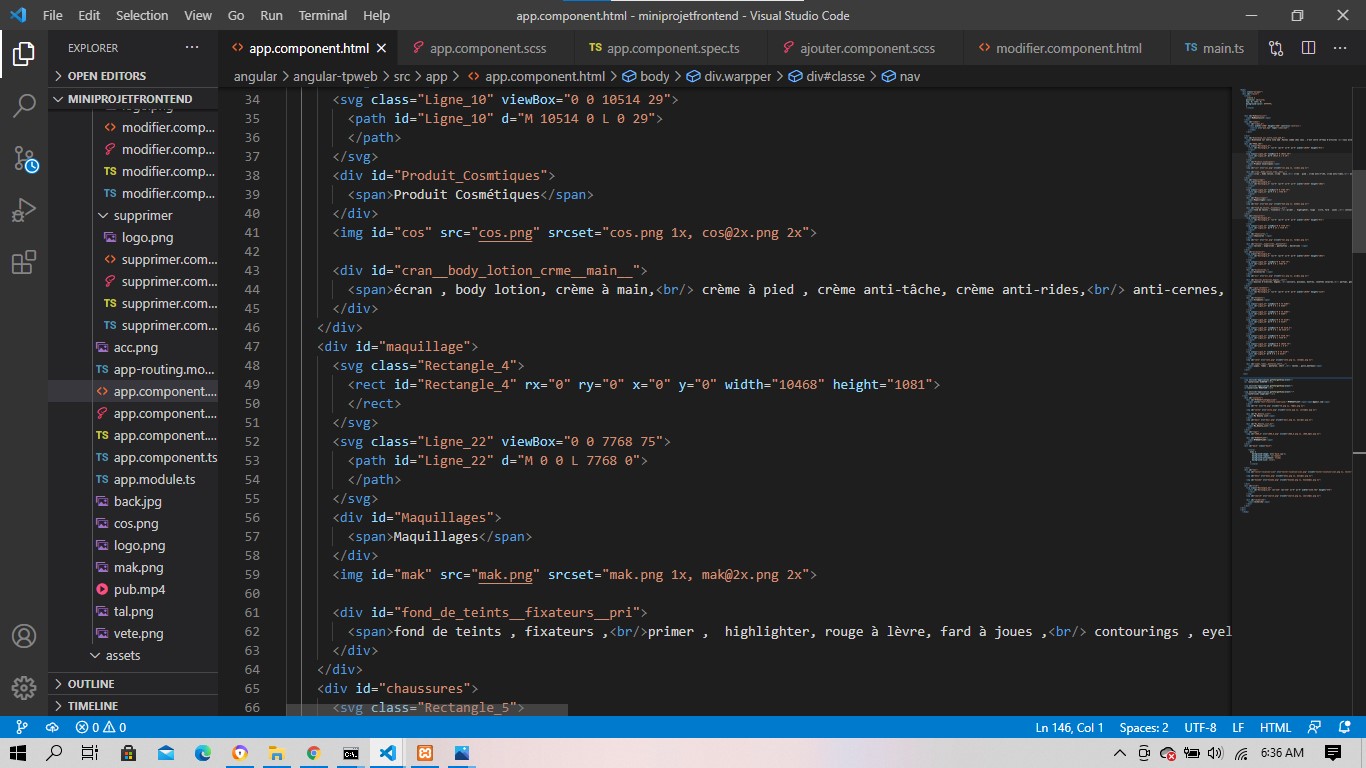 File Edit Selection View Go Run Terminal Help app.component.html - miniprojetfrontend - Visual Studio Code
EXPLORER
OPEN EDITORS
MINIPROJETFRONTEND
modifier.comp...
modifier.comp...
modifier.comp...
modifier.comp...
supprimer
logo.png
supprimer.com...
supprimer.com...
supprimer.com...
supprimer.com...
acc.png
app-routing.mo...
app.component....
app.component....
app.component....
app.component.ts
app.module.ts
back.jpg
cos.png
logo.png
mak.png
pub.mp4
tal.png
vete.png
assets
OUTLINE
TIMELINE
app.component.html app.component.scss TS app.component.spec.ts ajouter.component.scss modifier.component.html TS main.ts
angular > angular-tpweb > src > app > app.component.html > body > div.warpper > div#classe > nav
34 <svg class="Ligne_10" viewBox="0 0 10514 29">
35 <path id="Ligne_10" d="M 10514 0 L 0 29">
36 </path>
37 </svg>
38 <div id="Produit_Cosmtiques">
39 <span>Produit Cosmétiques</span>
40 </div>
41 <img id="cos" src="cos.png" srcset="cos.png 1x, cos@2x.png 2x">
42
43 <div id="cran__body_lotion_crme__main__">
44 <span>écran , body lotion, crème à main,<br/> crème à pied , crème anti-tâche, crème anti-rides,<br/> anti-cernes,
45 </div>
46 </div>
47 <div id="maquillage">
48 <svg class="Rectangle_4">
49 <rect id="Rectangle_4" rx="0" ry="0" x="0" y="0" width="10468" height="1081">
50 </rect>
51 </svg>
52 <svg class="Ligne_22" viewBox="0 0 7768 75">
53 <path id="Ligne_22" d="M 0 0 L 7768 0">
54 </path>
55 </svg>
56 <div id="Maquillages">
57 <span>Maquillages</span>
58 </div>
59 <img id="mak" src="mak.png" srcset="mak.png 1x, mak@2x.png 2x">
60
61 <div id="fond_de_teints__fixateurs__pri">
62 <span>fond de teints , fixateurs ,<br/>primer ,  highlighter, rouge à lèvre, fard à joues ,<br/> contourings , eyel
63 </div>
64 </div>
65 <div id="chaussures">
66 <svg class="Rectangle_5">
0 0 Ln 146, Col 1 Spaces: 2 UTF-8 LF HTML
6:36 AM